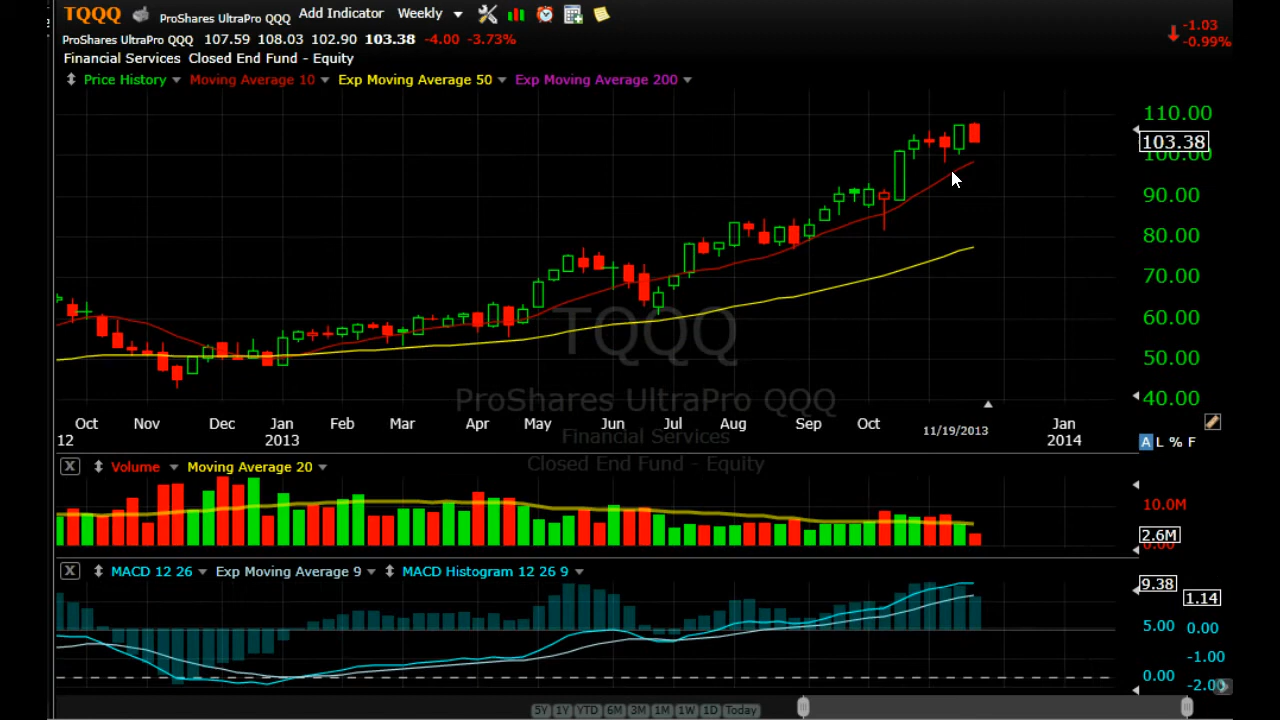 TQQQ ProShares UltraPro QQQ Add Indicator Weekly
-1.03
-0.99%
ProShares UltraPro QQQ 107.59 108.03 102.90 103.38 -4.00 -3.73%
Financial Services Closed End Fund - Equity
Price History Moving Average 10 Exp Moving Average 50 Exp Moving Average 200
110.00
103.38
100.00
90.00
80.00
70.00
60.00
50.00
40.00
TQQQ
ProShares UltraPro QQQ
Financial Services
Closed End Fund - Equity
Oct Nov Dec Jan Feb Mar Apr May Jun Jul Aug Sep Oct 11/19/2013 Jan
12 2013 2014
A L % F
X Volume Moving Average 20
10.0M
2.6M
0.00
X MACD 12 26 Exp Moving Average 9 MACD Histogram 12 26 9
9.38
1.14
5.00 0.00
-1.00
0.00
-2.00
5Y 1Y YTD 6M 3M 1M 1W 1D Today